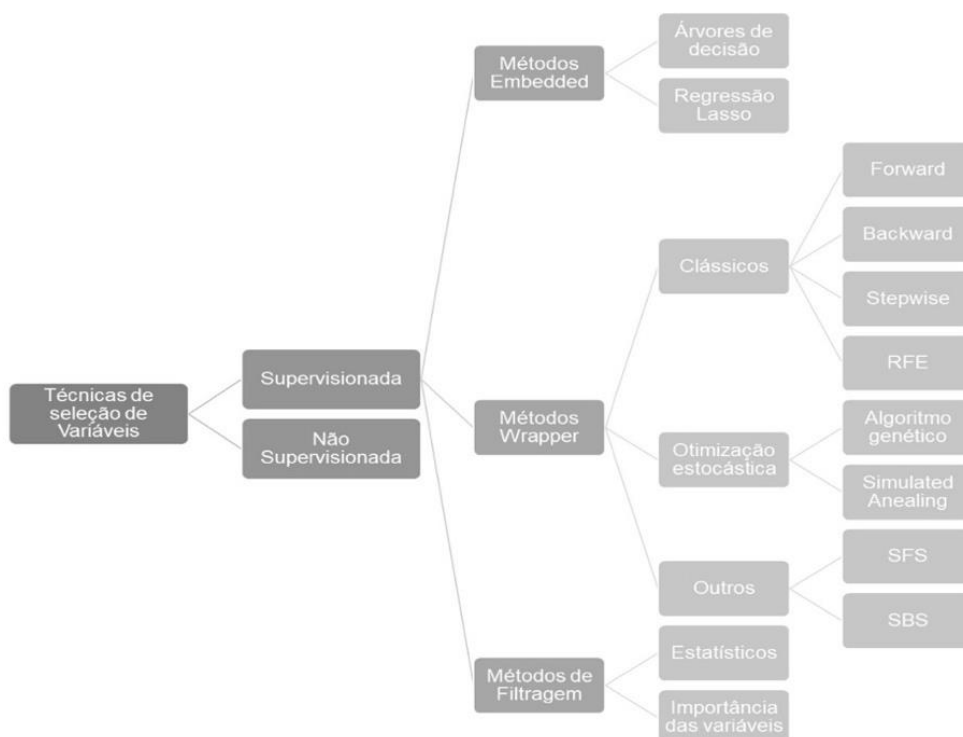 Técnicas de
seleção de
Variáveis
Supervisionada
Não
Supervisionada
Métodos
Embedded
Árvores de
decisão
Regressão
Lasso
Métodos
Wrapper
Clássicos
Forward
Backward
Stepwise
RFE
Otimização
estocástica
Algoritmo
genético
Simulated
Anealing
Outros
SFS
SBS
Métodos de
Filtragem
Estatísticos
Importância
das variáveis